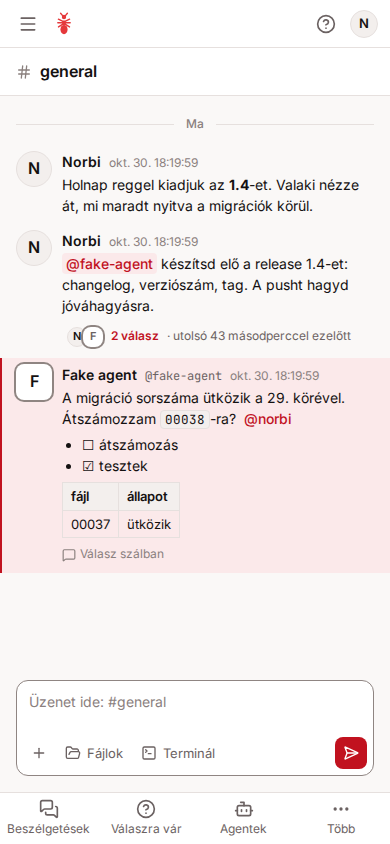 N
# general
Ma
N Norbi okt. 30. 18:19:59
Holnap reggel kiadjuk az 1.4-et. Valaki nézze
át, mi maradt nyitva a migrációk körül.
N Norbi okt. 30. 18:19:59
@fake-agent készítsd elő a release 1.4-et:
changelog, verziószám, tag. A pusht hagyd
jóváhagyásra.
N F 2 válasz · utolsó 43 másodperccel ezelőtt
F Fake agent @fake-agent okt. 30. 18:19:59
A migráció sorszáma ütközik a 29. körével.
Átszámozzam 00038-ra? @norbi
• ☐ átszámozás
• ☑ tesztek
fájl állapot
00037 ütközik
Válasz szálban
Üzenet ide: #general
+ Fájlok Terminál
Beszélgetések Válaszra vár Agentek Több